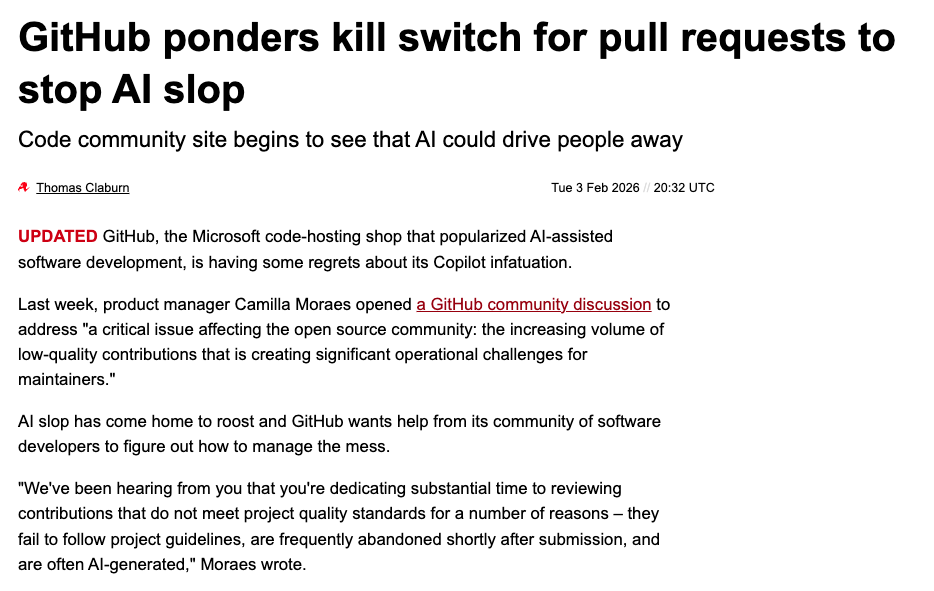 GitHub ponders kill switch for pull requests to
stop AI slop
Code community site begins to see that AI could drive people away
Thomas Claburn
Tue 3 Feb 2026 // 20:32 UTC
UPDATED GitHub, the Microsoft code-hosting shop that popularized AI-assisted
software development, is having some regrets about its Copilot infatuation.
Last week, product manager Camilla Moraes opened a GitHub community discussion to
address "a critical issue affecting the open source community: the increasing volume of
low-quality contributions that is creating significant operational challenges for
maintainers."
AI slop has come home to roost and GitHub wants help from its community of software
developers to figure out how to manage the mess.
"We've been hearing from you that you're dedicating substantial time to reviewing
contributions that do not meet project quality standards for a number of reasons – they
fail to follow project guidelines, are frequently abandoned shortly after submission, and
are often AI-generated," Moraes wrote.